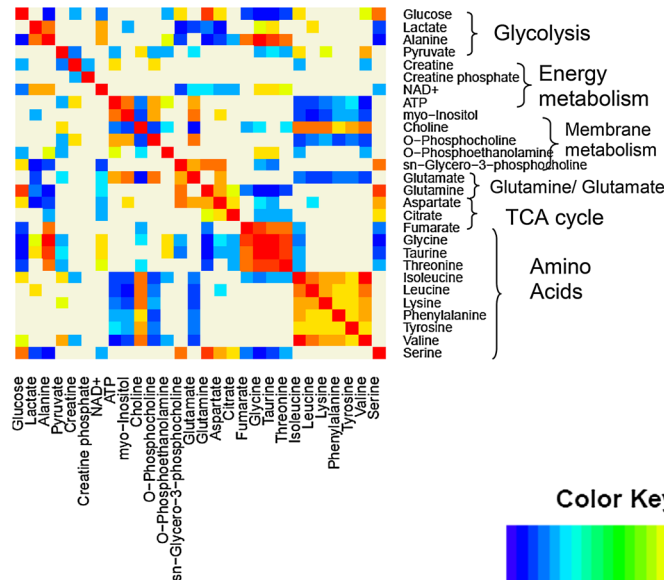 Glucose
Lactate
Alanine
Pyruvate
Creatine
Creatine phosphate
NAD+
ATP
myo-Inositol
Choline
O-Phosphocholine
O-Phosphoethanolamine
sn-Glycero-3-phosphocholine
Glutamate
Glutamine
Aspartate
Citrate
Fumarate
Glycine
Taurine
Threonine
Isoleucine
Leucine
Lysine
Phenylalanine
Tyrosine
Valine
Serine
Glycolysis
Energy
metabolism
Membrane
metabolism
Glutamine/ Glutamate
TCA cycle
Amino
Acids
Glucose
Lactate
Alanine
Pyruvate
Creatine
Creatine phosphate
NAD+
ATP
myo-Inositol
Choline
O-Phosphocholine
O-Phosphoethanolamine
sn-Glycero-3-phosphocholine
Glutamate
Glutamine
Aspartate
Citrate
Fumarate
Glycine
Taurine
Threonine
Isoleucine
Leucine
Lysine
Phenylalanine
Tyrosine
Valine
Serine
Color Key